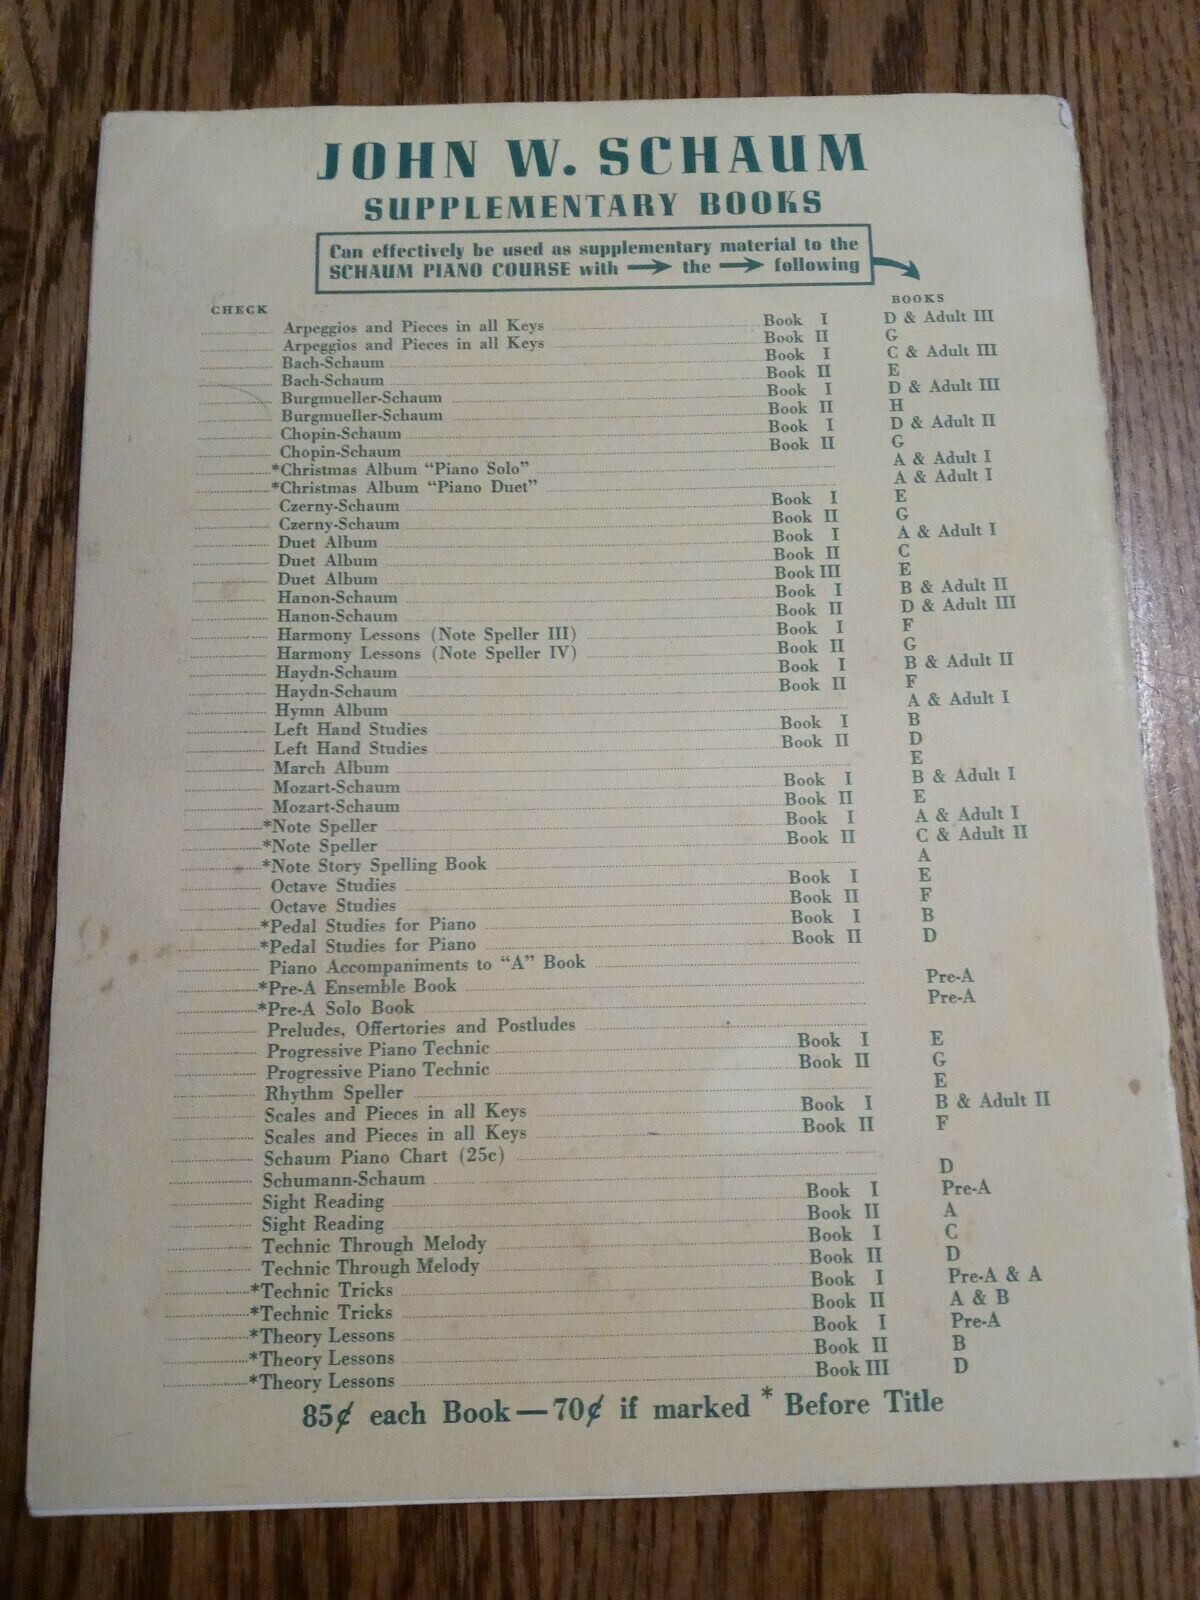 JOHN W. SCHAUM
SUPPLEMENTARY BOOKS
Can effectively be used as supplementary material to the
SCHAUM PIANO COURSE with → the → following
CHECK BOOKS
Arpeggios and Pieces in all Keys Book I D & Adult III
Arpeggios and Pieces in all Keys Book II G
Bach-Schaum Book I C & Adult III
Bach-Schaum Book II E
Burgmueller-Schaum Book I D & Adult III
Burgmueller-Schaum Book II H
Chopin-Schaum Book I D & Adult II
Chopin-Schaum Book II G
*Christmas Album "Piano Solo" A & Adult I
*Christmas Album "Piano Duet" A & Adult I
Czerny-Schaum Book I E
Czerny-Schaum Book II G
Duet Album Book I A & Adult I
Duet Album Book II C
Duet Album Book III E
Hanon-Schaum Book I B & Adult II
Hanon-Schaum Book II D & Adult III
Harmony Lessons (Note Speller III) Book I F
Harmony Lessons (Note Speller IV) Book II G
Haydn-Schaum Book I B & Adult II
Haydn-Schaum Book II F
Hymn Album A & Adult I
Left Hand Studies Book I B
Left Hand Studies Book II D
March Album E
Mozart-Schaum Book I B & Adult I
Mozart-Schaum Book II E
*Note Speller Book I A & Adult I
*Note Speller Book II C & Adult II
*Note Story Spelling Book A
Octave Studies Book I E
Octave Studies Book II F
*Pedal Studies for Piano Book I B
*Pedal Studies for Piano Book II D
Piano Accompaniments to "A" Book
*Pre-A Ensemble Book Pre-A
*Pre-A Solo Book Pre-A
Preludes, Offertories and Postludes
Progressive Piano Technic Book I E
Progressive Piano Technic Book II G
Rhythm Speller E
Scales and Pieces in all Keys Book I B & Adult II
Scales and Pieces in all Keys Book II F
Schaum Piano Chart (25c)
Schumann-Schaum D
Sight Reading Book I Pre-A
Sight Reading Book II A
Technic Through Melody Book I C
Technic Through Melody Book II D
*Technic Tricks Book I Pre-A & A
*Technic Tricks Book II A & B
*Theory Lessons Book I Pre-A
*Theory Lessons Book II B
*Theory Lessons Book III D
85¢ each Book—70¢ if marked * Before Title